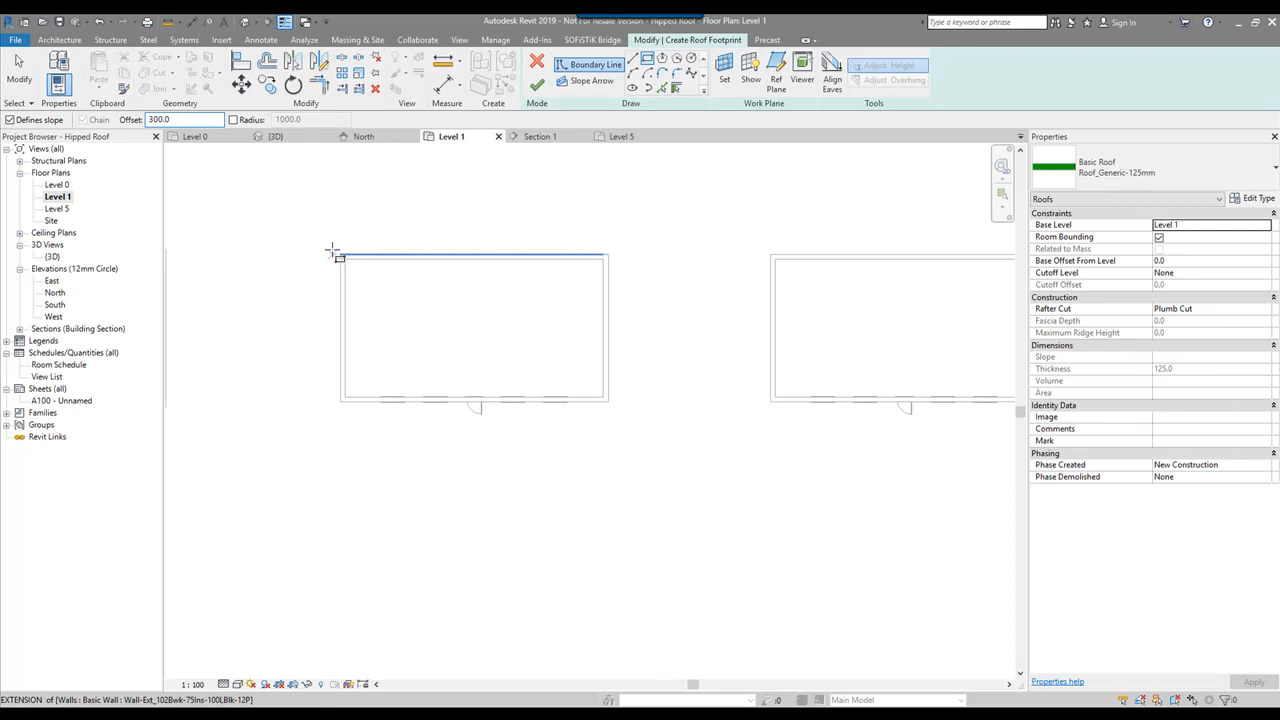 Autodesk Revit 2019 - Not For Resale Version - Hipped Roof - Floor Plan: Level 1
Type a keyword or phrase
Sign In
File Architecture Structure Steel Systems Insert Annotate Analyze Massing & Site Collaborate View Manage Add-Ins SOFiSTiK Bridge Modify | Create Roof Footprint Precast
Modify Paste Cope Cut Join Boundary Line Slope Arrow Set Show Ref Plane Viewer Align Eaves Adjust Height Adjust Overhang
Select Properties Clipboard Geometry Modify View Measure Create Mode Draw Work Plane Tools
Defines slope Chain Offset: 300.0 Radius: 1000.0
Project Browser - Hipped Roof
Level 0 {3D} North Level 1 Section 1 Level 5
Views (all)
Structural Plans
Floor Plans
Level 0
Level 1
Level 5
Site
Ceiling Plans
3D Views
{3D}
Elevations (12mm Circle)
East
North
South
West
Sections (Building Section)
Legends
Schedules/Quantities (all)
Room Schedule
View List
Sheets (all)
A100 - Unnamed
Families
Groups
Revit Links
Properties
Basic Roof
Roof_Generic-125mm
Roofs Edit Type
Constraints
Base Level Level 1
Room Bounding
Related to Mass
Base Offset From Level 0.0
Cutoff Level None
Cutoff Offset 0.0
Construction
Rafter Cut Plumb Cut
Fascia Depth 0.0
Maximum Ridge Height 0.0
Dimensions
Slope
Thickness 125.0
Volume
Area
Identity Data
Image
Comments
Mark
Phasing
Phase Created New Construction
Phase Demolished None
Properties help Apply
1 : 100
EXTENSION of [Walls : Basic Wall : Wall-Ext_102Bwk-75Ins-100LBlk-12P]
:0 Main Model :0